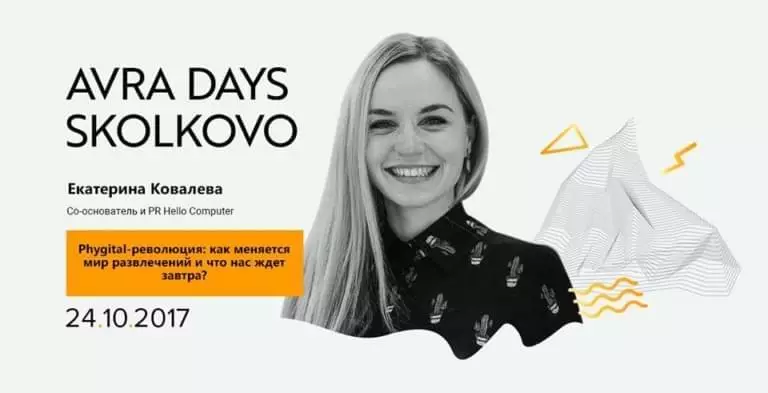 AVRA DAYS
SKOLKOVO
Екатерина Ковалева
Со-основатель и PR Hello Computer
Phygital-революция: как меняется
мир развлечений и что нас ждет
завтра?
24.10.2017